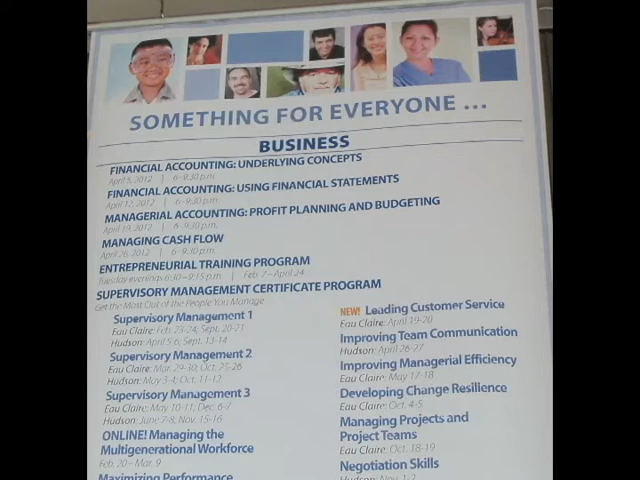 SOMETHING FOR EVERYONE ...
BUSINESS
FINANCIAL ACCOUNTING: UNDERLYING CONCEPTS
April 5, 2012 | 6–9:30 p.m.
FINANCIAL ACCOUNTING: USING FINANCIAL STATEMENTS
April 12, 2012 | 6–9:30 p.m.
MANAGERIAL ACCOUNTING: PROFIT PLANNING AND BUDGETING
April 19, 2012 | 6–9:30 p.m.
MANAGING CASH FLOW
April 26, 2012 | 6–9:30 p.m.
ENTREPRENEURIAL TRAINING PROGRAM
Tuesday evenings 6:30–9:15 p.m. | Feb. 7–April 24
SUPERVISORY MANAGEMENT CERTIFICATE PROGRAM
Get the Most Out of the People You Manage
Supervisory Management 1
Eau Claire: Feb. 23-24; Sept. 20-21
Hudson: April 5-6; Sept. 13-14
Supervisory Management 2
Eau Claire: Mar. 29-30; Oct. 25-26
Hudson: May 3-4; Oct. 11-12
Supervisory Management 3
Eau Claire: May 10-11; Dec. 6-7
Hudson: June 7-8; Nov. 15-16
ONLINE! Managing the
Multigenerational Workforce
Feb. 20–Mar. 9
Maximizing Performance
NEW! Leading Customer Service
Eau Claire: April 19-20
Improving Team Communication
Hudson: April 26-27
Improving Managerial Efficiency
Eau Claire: May 17-18
Developing Change Resilience
Eau Claire: Oct. 4-5
Managing Projects and
Project Teams
Eau Claire: Oct. 18-19
Negotiation Skills
Hudson: Nov. 1-2